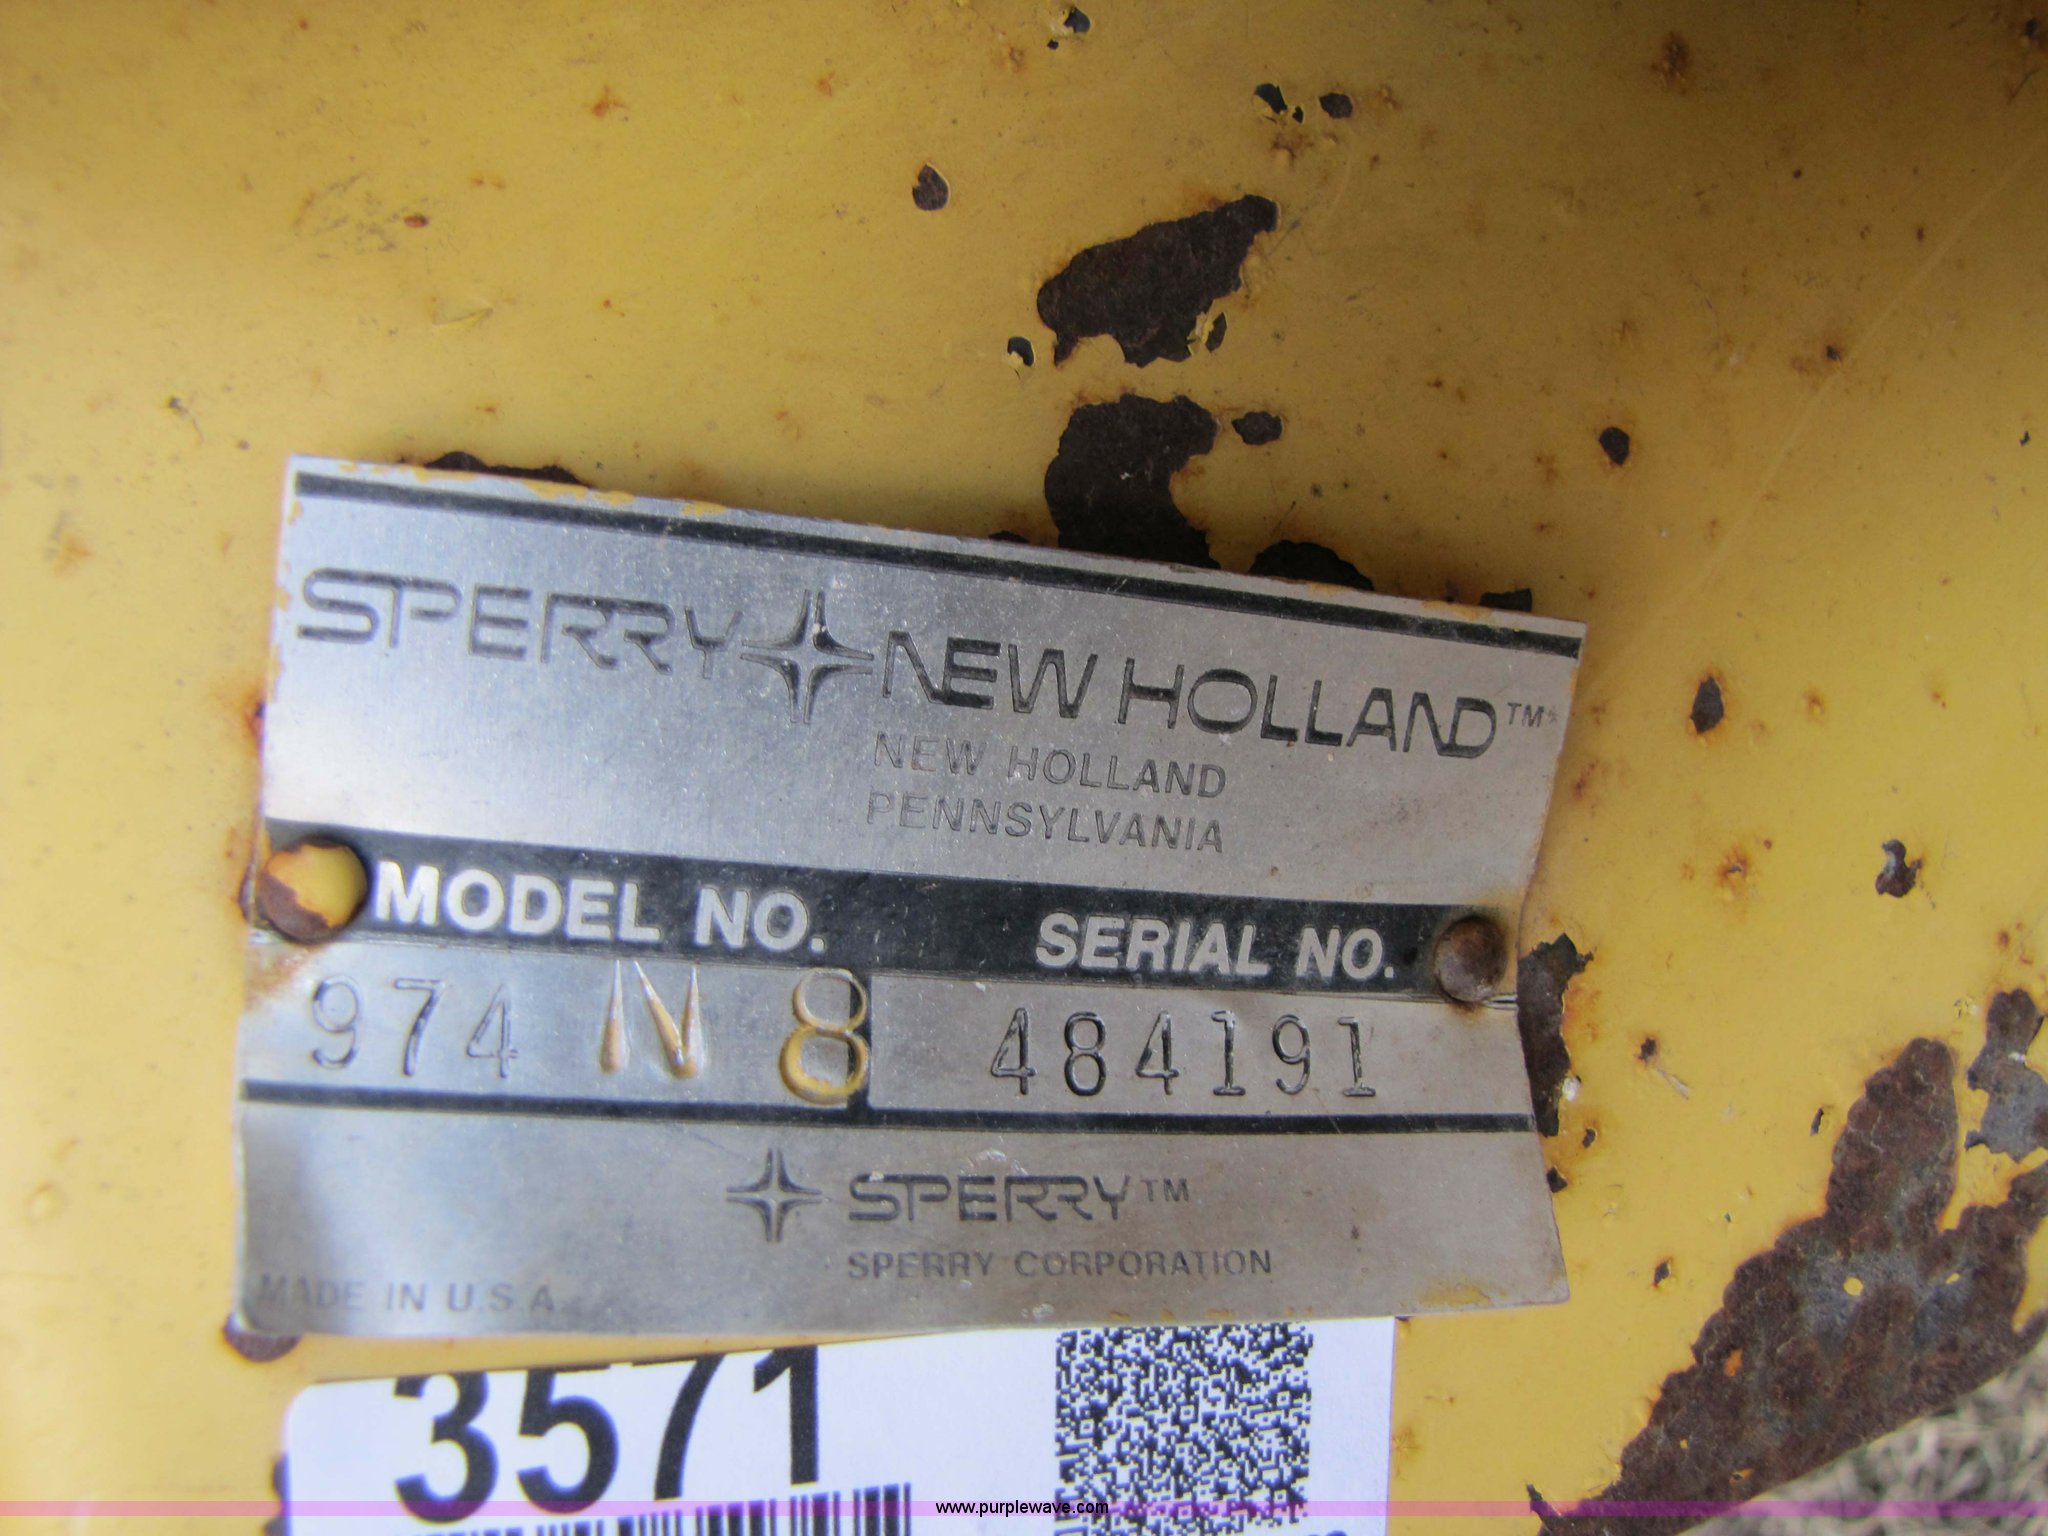 SPERRY NEW HOLLAND™
NEW HOLLAND
PENNSYLVANIA
MODEL NO. SERIAL NO.
974 N 8 484191
SPERRY™
SPERRY CORPORATION
MADE IN U.S.A.
3571
www.purplewave.com